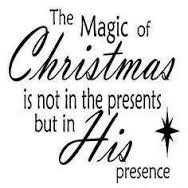 The Magic of
Christmas
is not in the presents
but in His
presence